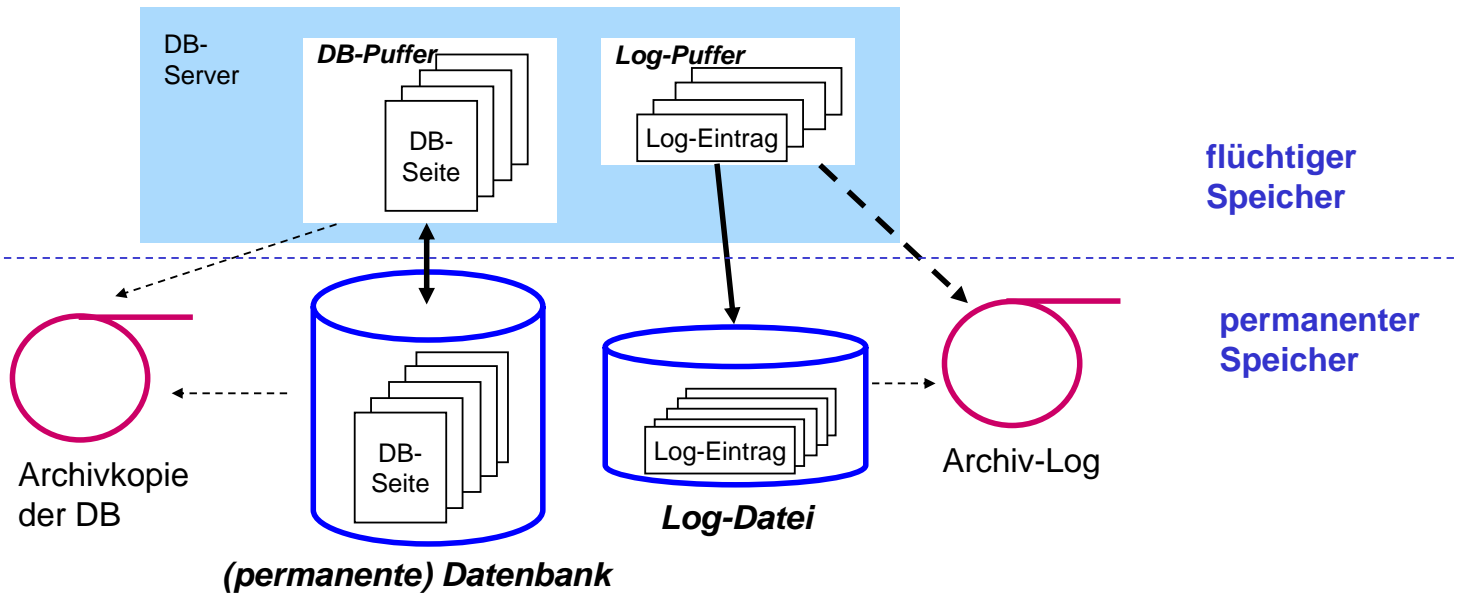 DB-
Server
DB-Puffer
DB-
Seite
Log-Puffer
Log-Eintrag
flüchtiger
Speicher
permanenter
Speicher
Archivkopie
der DB
DB-
Seite
(permanente) Datenbank
Log-Eintrag
Log-Datei
Archiv-Log